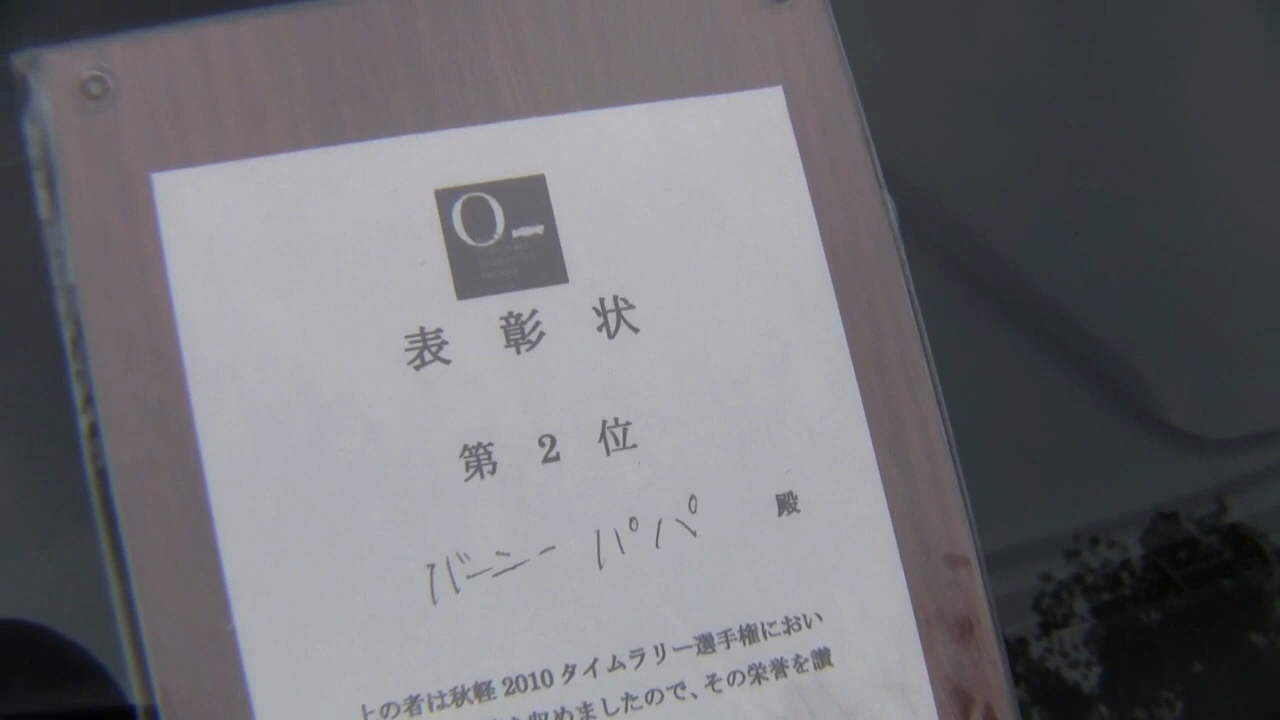 O
表彰状
第2位
バーニーパパ 殿
上の者は秋軽2010タイムラリー選手権におい
収めましたので、その栄誉を讃